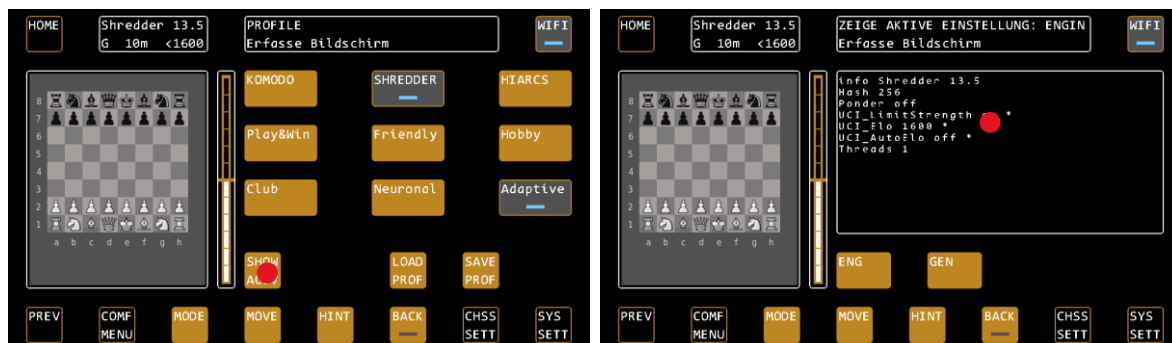 HOME
Shredder 13.5
G 10m <1600
PROFILE
Erfasse Bildschirm
WIFI
KOMODO
SHREDDER
HIARCS
Play&Win
Friendly
Hobby
Club
Neuronal
Adaptive
8
7
6
5
4
3
2
1
a b c d e f g h
SHOW
LOAD
PROF
SAVE
PROF
PREV
COMF
MENU
MODE
MOVE
HINT
BACK
CHSS
SETT
SYS
SETT
HOME
Shredder 13.5
G 10m <1600
ZEIGE AKTIVE EINSTELLUNG: ENGIN
Erfasse Bildschirm
WIFI
info Shredder 13.5
Hash 256
Ponder off
UCI_LimitStrength *
UCI_Elo 1600 *
UCI_AutoElo off *
Threads 1
8
7
6
5
4
3
2
1
a b c d e f g h
ENG
GEN
PREV
COMF
MENU
MODE
MOVE
HINT
BACK
CHSS
SETT
SYS
SETT